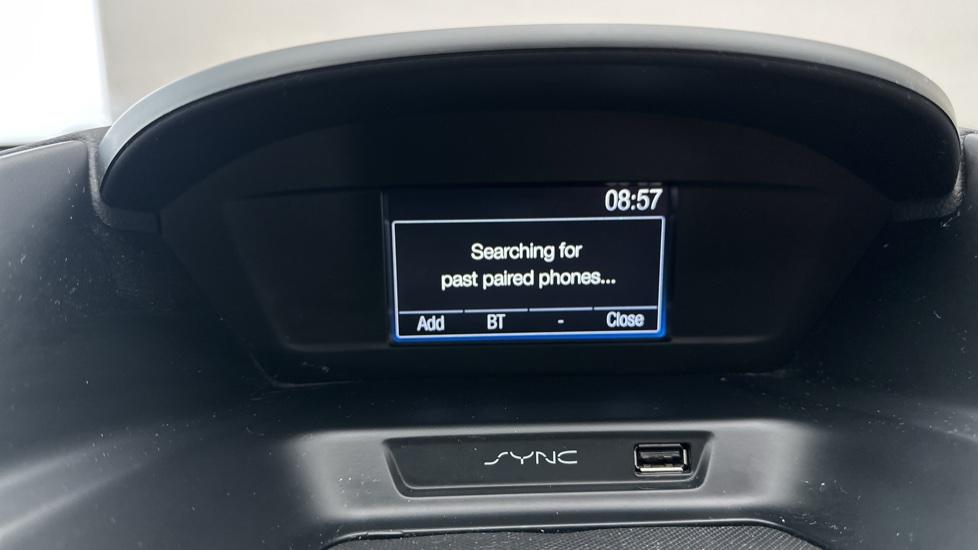 08:57
Searching for
past paired phones...
Add BT - Close
SYNC